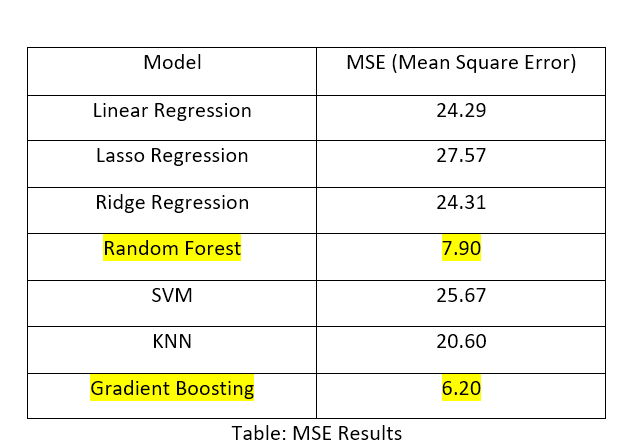 Model MSE (Mean Square Error)
Linear Regression 24.29
Lasso Regression 27.57
Ridge Regression 24.31
Random Forest 7.90
SVM 25.67
KNN 20.60
Gradient Boosting 6.20
Table: MSE Results